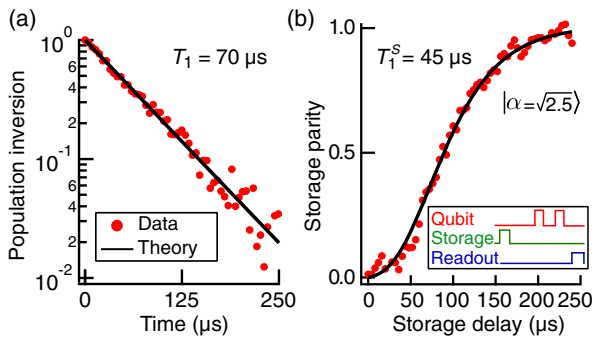 (a)
T₁ = 70 μs
Population inversion
10⁰
8
6
4
2
10⁻¹
8
6
4
2
10⁻²
Data
Theory
0
125
250
Time (μs)
(b)
T₁ˢ = 45 μs
|α=√2.5⟩
Storage parity
1.0
0.5
0.0
Qubit
Storage
Readout
0 50 100 150 200 250
Storage delay (μs)